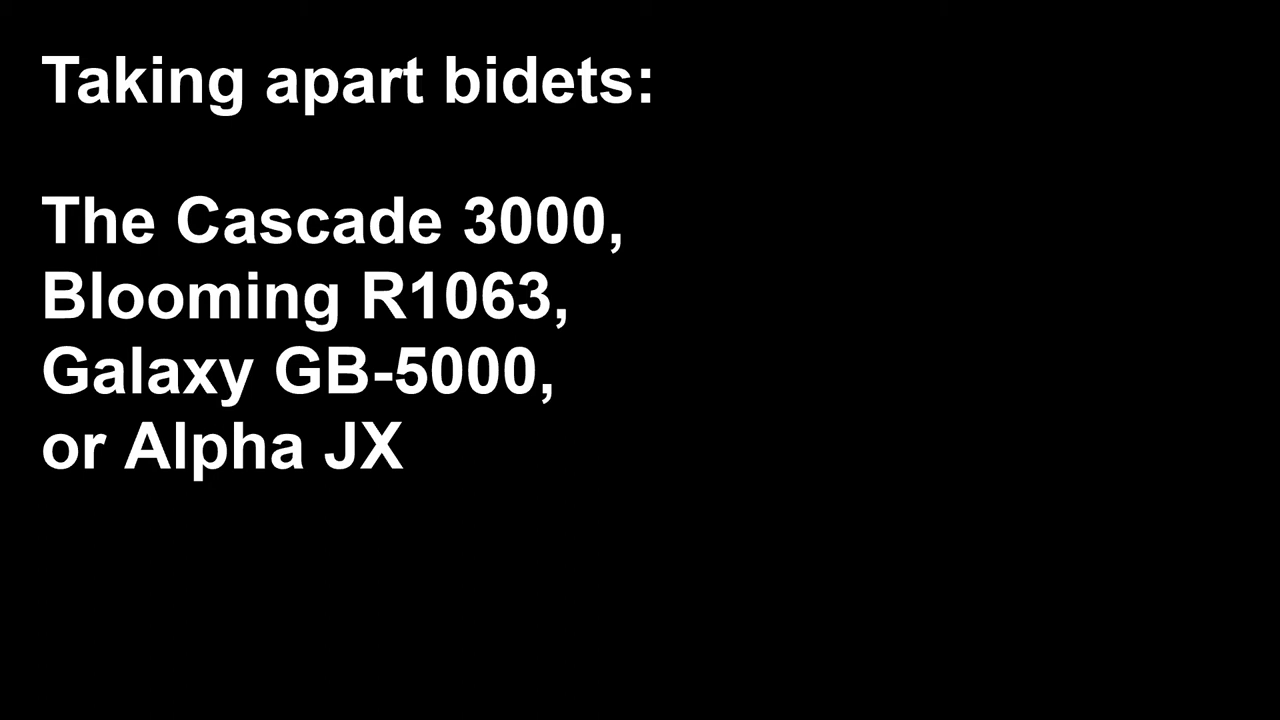 Taking apart bidets:
The Cascade 3000,
Blooming R1063,
Galaxy GB-5000,
or Alpha JX